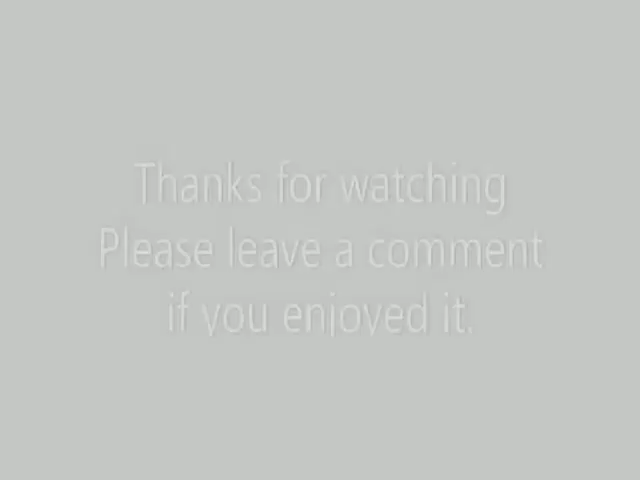 Thanks for watching
Please leave a comment
if you enjoyed it.